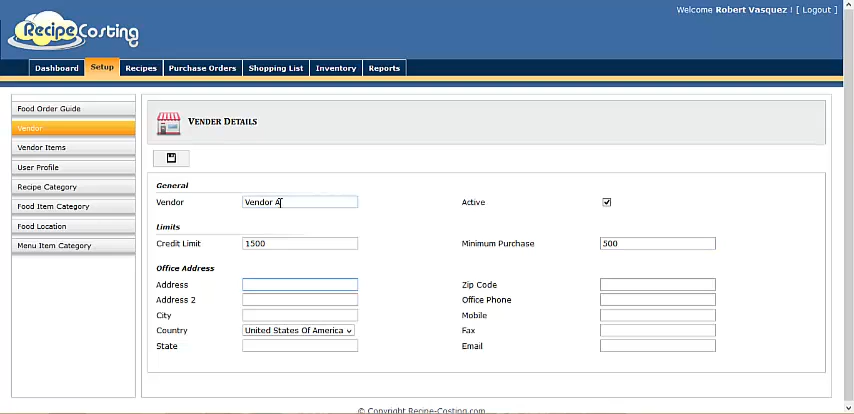 Welcome Robert Vasquez ! [ Logout ]
RecipeCosting
Dashboard Setup Recipes Purchase Orders Shopping List Inventory Reports
Food Order Guide
Vendor
Vendor Items
User Profile
Recipe Category
Food Item Category
Food Location
Menu Item Category
VENDER DETAILS
General
Vendor Vendor A Active
Limits
Credit Limit 1500 Minimum Purchase 500
Office Address
Address Zip Code
Address 2 Office Phone
City Mobile
Country United States Of America Fax
State Email
© Copyright Recipe-Costing.com